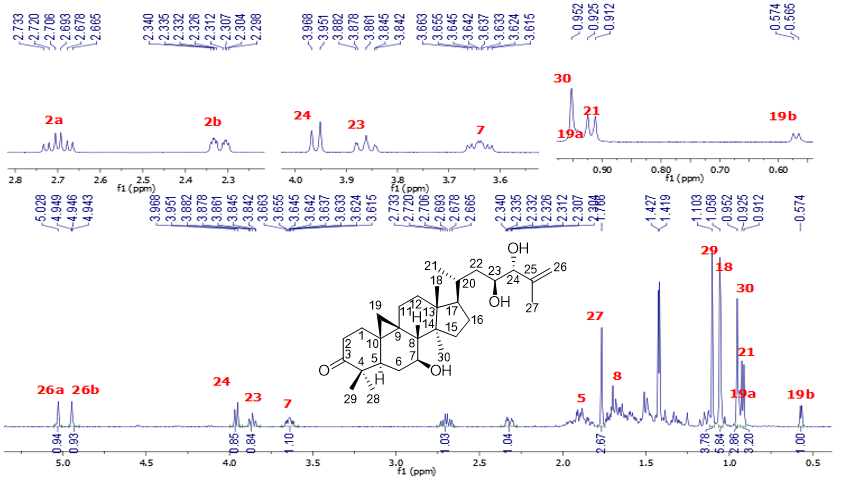 2.733 2.720 2.706 2.693 2.678 2.665
2.340 2.335 2.332 2.326 2.312 2.307 2.304 2.298
2a 2b
2.8 2.7 2.6 2.5 2.4 2.3
f1 (ppm)
3.968 3.951 3.882 3.878 3.861 3.845 3.842
3.663 3.655 3.645 3.642 3.637 3.633 3.624 3.615
24 23 7
4.0 3.9 3.8 3.7 3.6
f1 (ppm)
0.952 0.925 0.912
0.574 0.565
30 19a 21 19b
0.90 0.80 0.70 0.60
f1 (ppm)
5.028 4.949 4.946 4.943
3.968 3.951 3.882 3.878 3.861 3.845 3.842 3.663 3.655 3.645 3.642 3.637 3.633 3.624 3.615
2.733 2.720 2.706 2.693 2.678 2.665
2.340 2.335 2.332 2.326 2.312 2.307 2.304 1.766
1.427 1.419
1.103 1.058 0.952 0.925 0.912
0.574
OH
21 22 23 25 26
18 20 24
OH 27
19 11 12 13 17 16
1 10 9 H 14 15
2 8
3 4 5 6 7 30
O H OH
29 28
26a 26b 24 23 7 5 27 8 29 18 30 21 19a 19b
0.94 0.93 0.85 0.84 1.10 1.03 1.04 2.67 3.78 5.84 2.86 3.20 1.00
5.0 4.5 4.0 3.5 3.0 2.5 2.0 1.5 1.0 0.5
f1 (ppm)